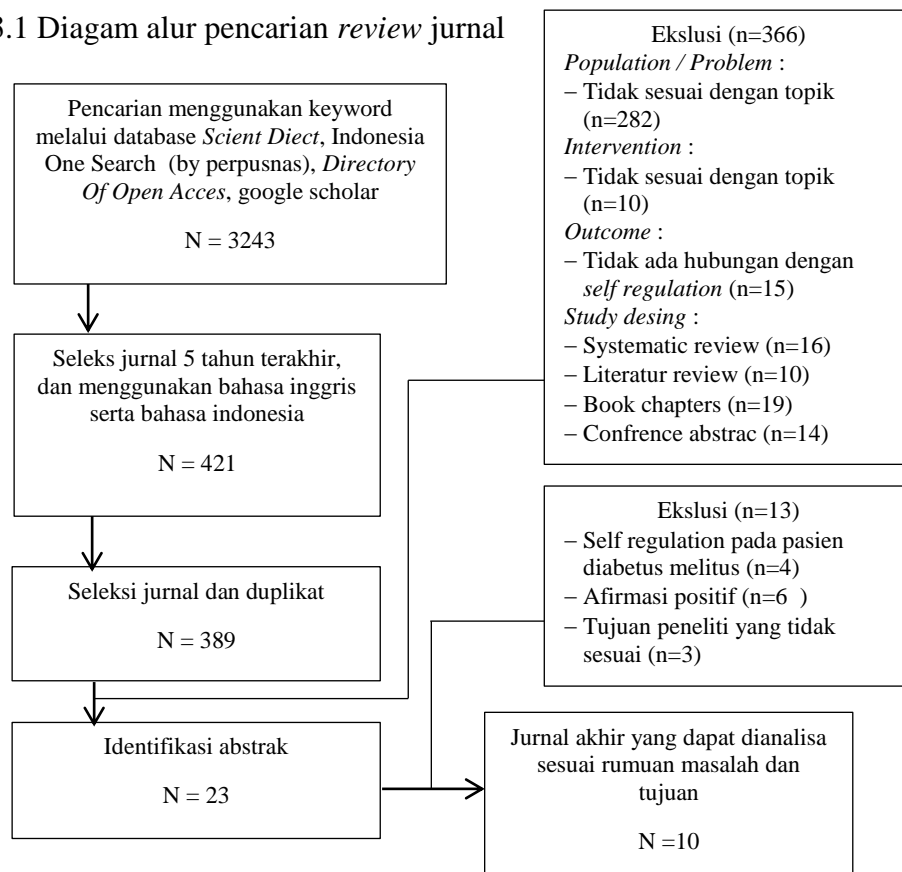 3.1 Diagam alur pencarian review jurnal
Pencarian menggunakan keyword
melalui database Scient Diect, Indonesia
One Search (by perpusnas), Directory
Of Open Acces, google scholar
N = 3243
Seleks jurnal 5 tahun terakhir,
dan menggunakan bahasa inggris
serta bahasa indonesia
N = 421
Seleksi jurnal dan duplikat
N = 389
Identifikasi abstrak
N = 23
Ekslusi (n=366)
Population / Problem :
− Tidak sesuai dengan topik
(n=282)
Intervention :
− Tidak sesuai dengan topik
(n=10)
Outcome :
− Tidak ada hubungan dengan
self regulation (n=15)
Study desing :
− Systematic review (n=16)
− Literatur review (n=10)
− Book chapters (n=19)
− Confrence abstrac (n=14)
Ekslusi (n=13)
− Self regulation pada pasien
diabetus melitus (n=4)
− Afirmasi positif (n=6 )
− Tujuan peneliti yang tidak
sesuai (n=3)
Jurnal akhir yang dapat dianalisa
sesuai rumuan masalah dan
tujuan
N =10